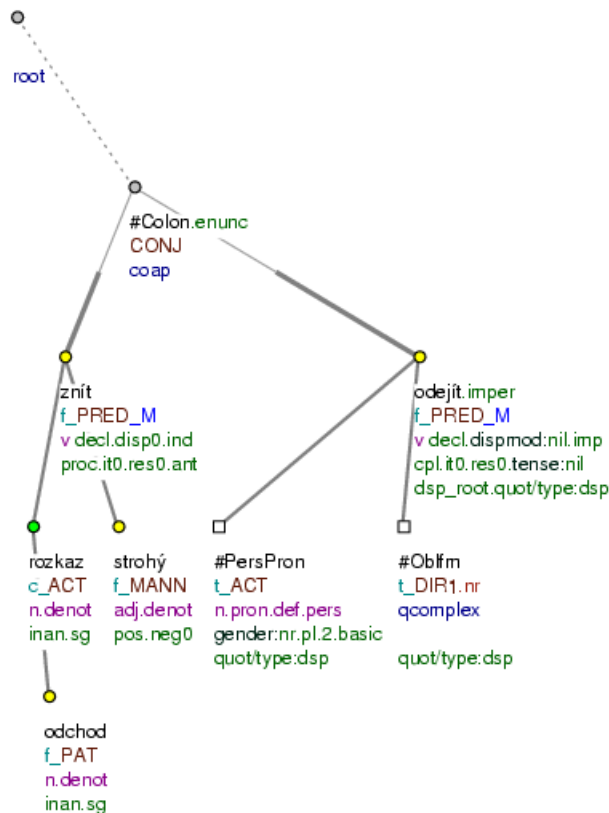 root
#Colon.enunc
CONJ
coap
znít
f_PRED_M
v decl.disp0.ind
proc.it0.res0.ant
odejít.imper
f_PRED_M
v decl.dispmod:nil.imp
cpl.it0.res0.tense:nil
dsp_root.quot/type:dsp
rozkaz
c_ACT
n.denot
inan.sg
strohý
f_MANN
adj.denot
pos.neg0
#PersPron
t_ACT
n.pron.def.pers
gender:nr.pl.2.basic
quot/type:dsp
#Oblfm
t_DIR1.nr
qcomplex
quot/type:dsp
odchod
f_PAT
n.denot
inan.sg